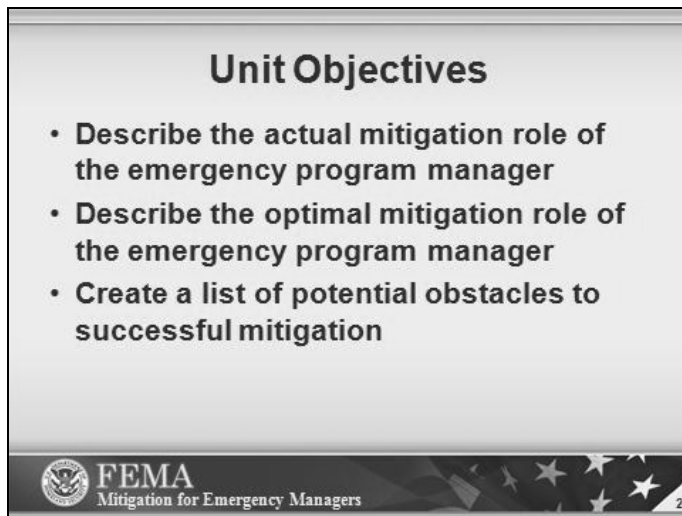 Unit Objectives
• Describe the actual mitigation role of
the emergency program manager
• Describe the optimal mitigation role of
the emergency program manager
• Create a list of potential obstacles to
successful mitigation
FEMA
Mitigation for Emergency Managers
2